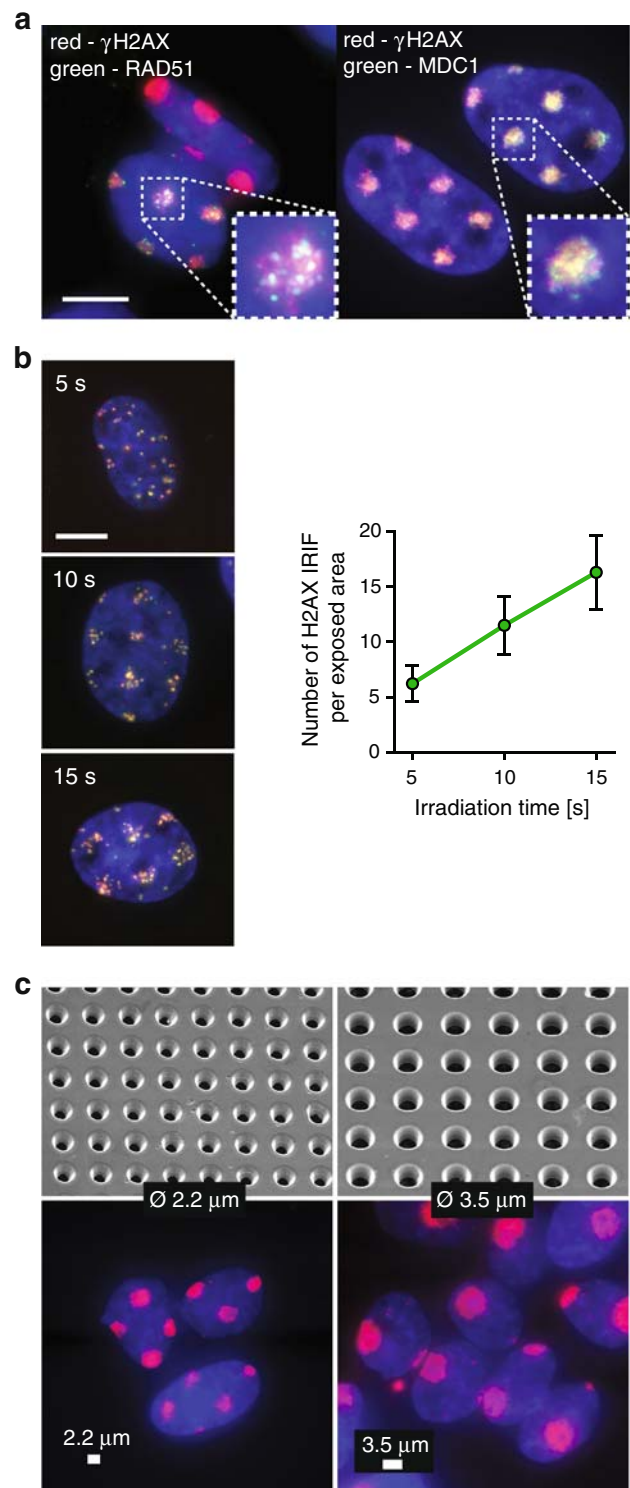 a
red - γH2AX
green - RAD51
red - γH2AX
green - MDC1
b
5 s
10 s
15 s
Number of H2AX IRIF
per exposed area
20
15
10
5
0
5 10 15
Irradiation time [s]
c
Ø 2.2 μm
Ø 3.5 μm
2.2 μm
3.5 μm